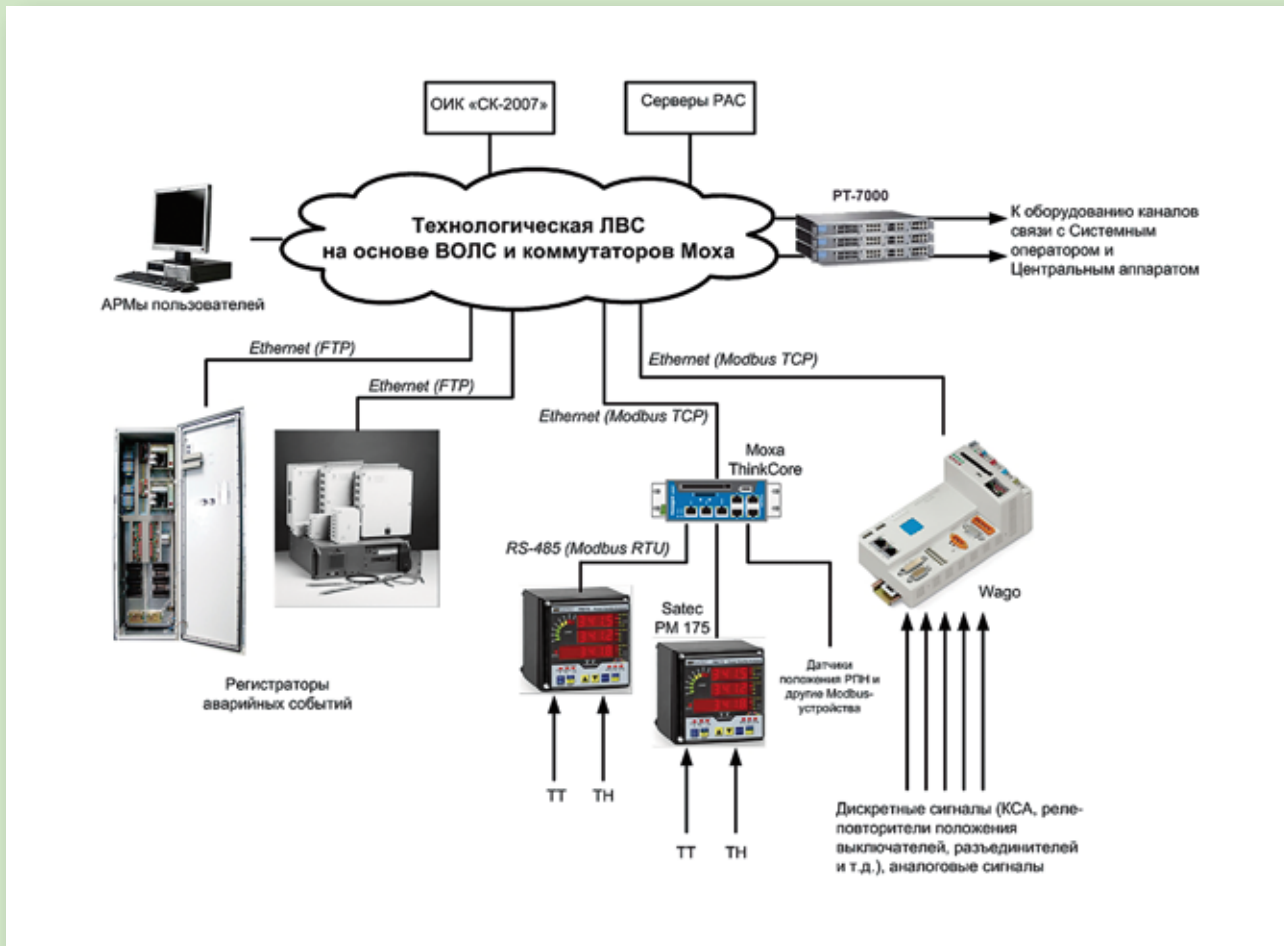 ОИК «СК-2007»
Серверы РАС
PT-7000
Технологическая ЛВС
на основе ВОЛС и коммутаторов Моха
К оборудованию каналов
связи с Системным
оператором и
Центральным аппаратом
АРМы пользователей
Ethernet (FTP)
Ethernet (FTP)
Ethernet (Modbus TCP)
Ethernet (Modbus TCP)
Moxa
ThinkCore
RS-485 (Modbus RTU)
Satec
PM 175
Wago
Датчики
положения РПН и
другие Modbus-
устройства
Регистраторы
аварийных событий
ТТ
ТН
ТТ
ТН
Дискретные сигналы (КСА, реле-
повторители положения
выключателей, разъединителей
и т.д.), аналоговые сигналы